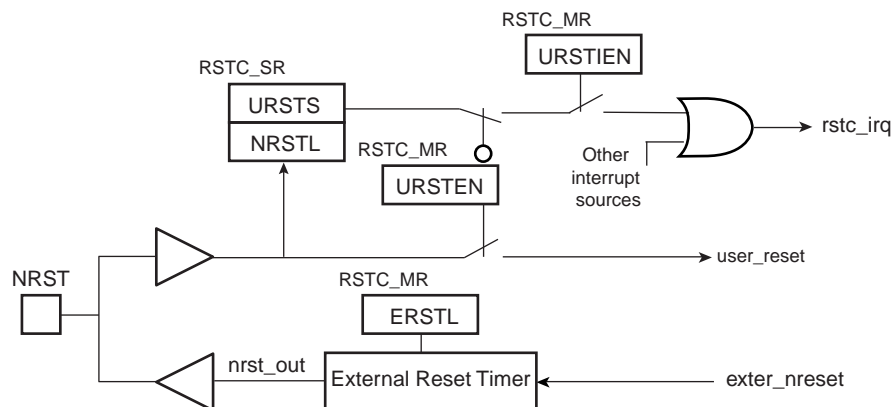 RSTC_MR
URSTIEN
RSTC_SR
URSTS
NRSTL
RSTC_MR
URSTEN
rstc_irq
Other
interrupt
sources
user_reset
NRST
RSTC_MR
ERSTL
nrst_out
External Reset Timer
exter_nreset